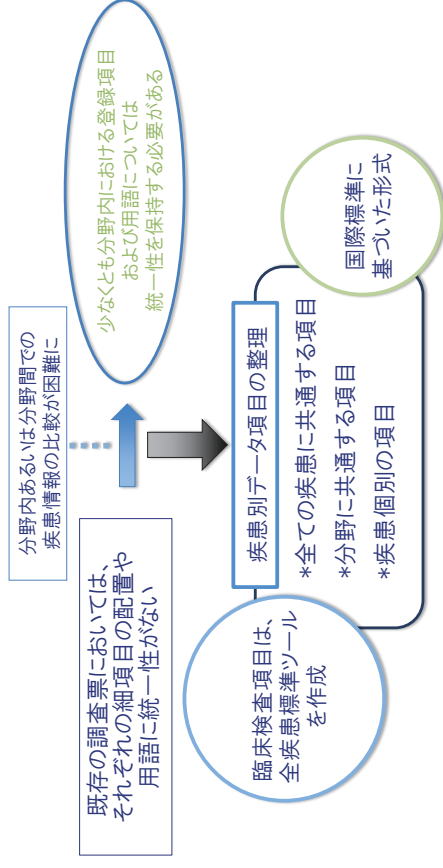 既存の調査票においては、
それぞれの細項目の配置や
用語に統一性がない
分野内あるいは分野間での
疾患情報の比較が困難に
少なくとも分野内における登録項目
および用語については
統一性を保持する必要がある
疾患別データ項目の整理
*全ての疾患に共通する項目
*分野に共通する項目
*疾患個別の項目
臨床検査項目は、
全疾患標準ツール
を作成
国際標準に
基づいた形式